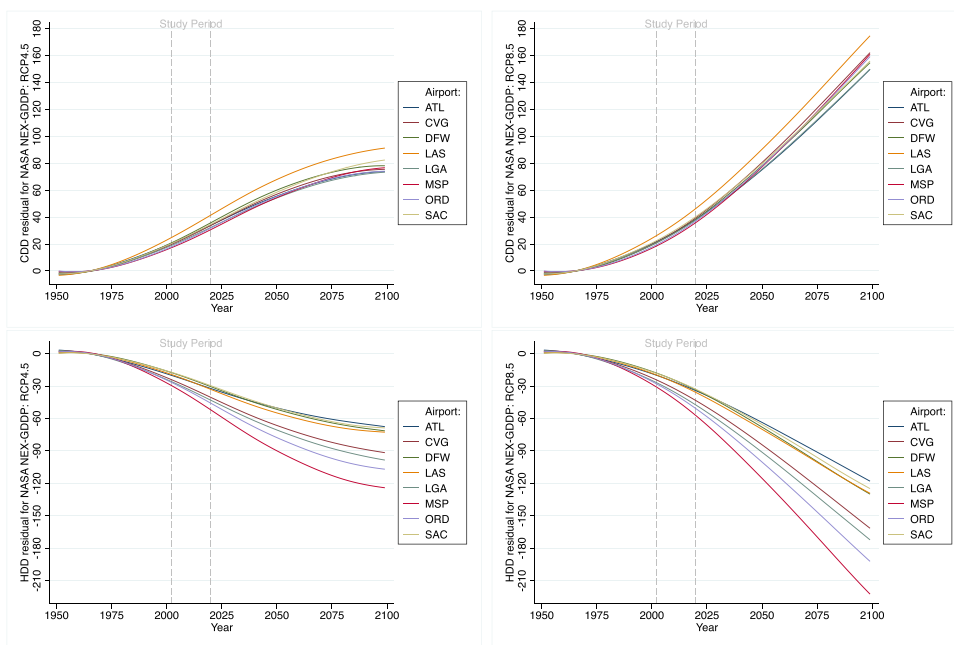 Study Period
CDD residual for NASA NEX-GDDP: RCP4.5
180
160
140
120
100
80
60
40
20
0
1950 1975 2000 2025 2050 2075 2100
Year
Airport:
ATL
CVG
DFW
LAS
LGA
MSP
ORD
SAC
Study Period
CDD residual for NASA NEX-GDDP: RCP8.5
180
160
140
120
100
80
60
40
20
0
1950 1975 2000 2025 2050 2075 2100
Year
Airport:
ATL
CVG
DFW
LAS
LGA
MSP
ORD
SAC
Study Period
HDD residual for NASA NEX-GDDP: RCP4.5
0
-30
-60
-90
-120
-150
-180
-210
1950 1975 2000 2025 2050 2075 2100
Year
Airport:
ATL
CVG
DFW
LAS
LGA
MSP
ORD
SAC
Study Period
HDD residual for NASA NEX-GDDP: RCP8.5
0
-30
-60
-90
-120
-150
-180
-210
1950 1975 2000 2025 2050 2075 2100
Year
Airport:
ATL
CVG
DFW
LAS
LGA
MSP
ORD
SAC